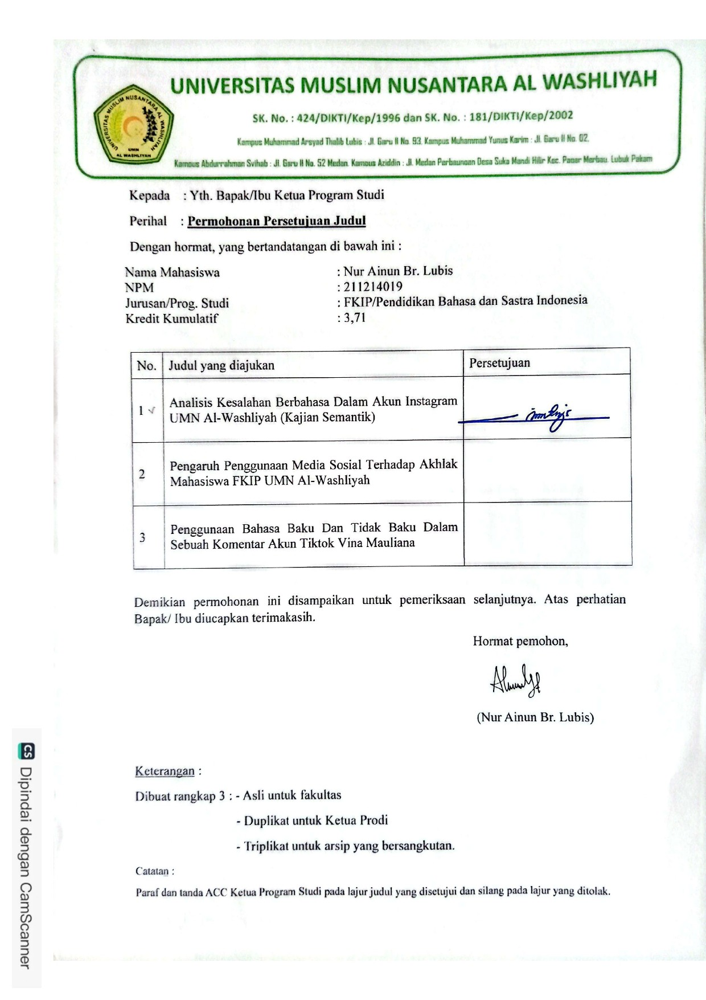 UNIVERSITAS MUSLIM NUSANTARA AL WASHLIYAH
SK. No. : 424/DIKTI/Kep/1996 dan SK. No. : 181/DIKTI/Kep/2002
Kampus Muhammad Arsyad Thalib Lubis : Jl. Garu II No. 93. Kampus Muhammad Yunus Karim : Jl. Garu II No. 02.
Kampus Abdurrahman Syihab : Jl. Garu II No. 52 Medan. Kampus Aziddin : Jl. Medan Perbaungan Desa Suka Mandi Hilir Kec. Pagar Merbau. Lubuk Pakam
UNIVERSITAS MUSLIM NUSANTARA AL WASHLIYAH
UMN
AL WASHLIYAH
Kepada : Yth. Bapak/Ibu Ketua Program Studi
Perihal : Permohonan Persetujuan Judul
Dengan hormat, yang bertandatangan di bawah ini :
Nama Mahasiswa : Nur Ainun Br. Lubis
NPM : 211214019
Jurusan/Prog. Studi : FKIP/Pendidikan Bahasa dan Sastra Indonesia
Kredit Kumulatif : 3,71
No. Judul yang diajukan Persetujuan
1 √ Analisis Kesalahan Berbahasa Dalam Akun Instagram
UMN Al-Washliyah (Kajian Semantik)
2 Pengaruh Penggunaan Media Sosial Terhadap Akhlak
Mahasiswa FKIP UMN Al-Washliyah
3 Penggunaan Bahasa Baku Dan Tidak Baku Dalam
Sebuah Komentar Akun Tiktok Vina Mauliana
Demikian permohonan ini disampaikan untuk pemeriksaan selanjutnya. Atas perhatian
Bapak/ Ibu diucapkan terimakasih.
Hormat pemohon,
(Nur Ainun Br. Lubis)
Keterangan :
Dibuat rangkap 3 : - Asli untuk fakultas
- Duplikat untuk Ketua Prodi
- Triplikat untuk arsip yang bersangkutan.
Catatan :
Paraf dan tanda ACC Ketua Program Studi pada lajur judul yang disetujui dan silang pada lajur yang ditolak.
CS Dipindai dengan CamScanner